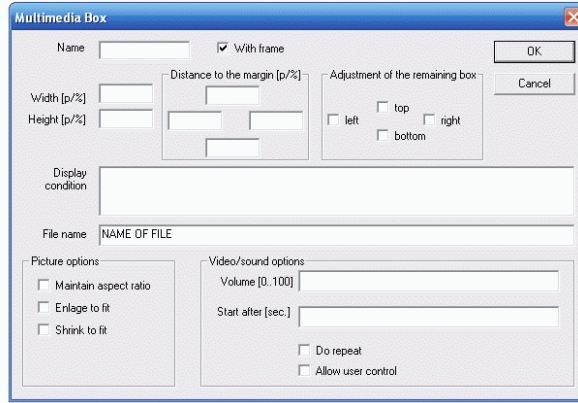 Multimedia Box
Name
With frame
OK
Cancel
Distance to the margin [p/%]
Adjustment of the remaining box
Width [p/%]
Height [p/%]
top
left
right
bottom
Display
condition
File name
NAME OF FILE
Picture options
Maintain aspect ratio
Enlage to fit
Shrink to fit
Video/sound options
Volume [0..100]
Start after [sec.]
Do repeat
Allow user control